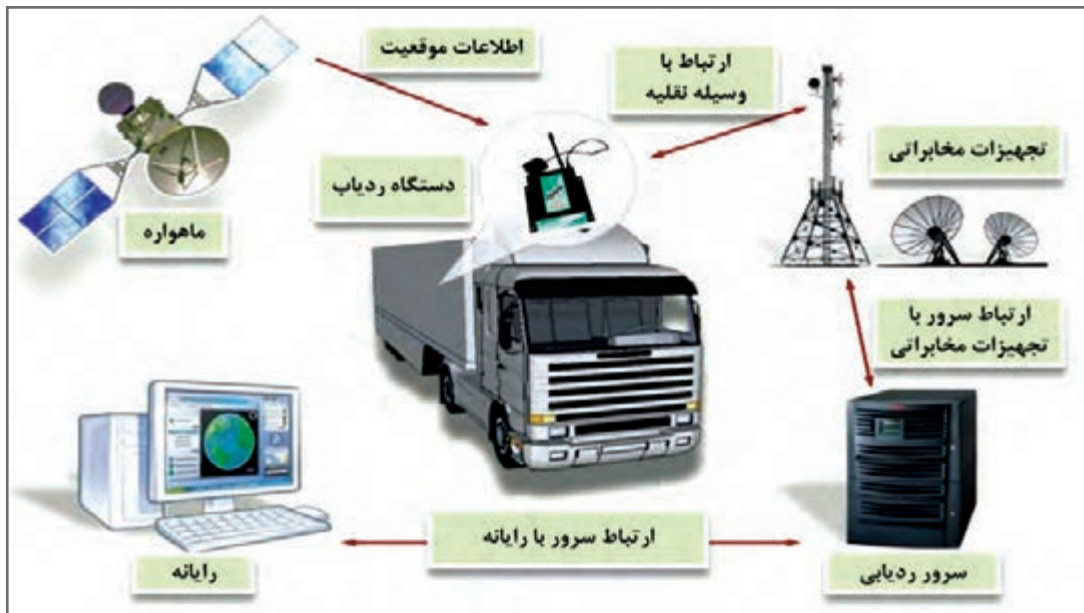 اطلاعات موقعیت
ارتباط با
وسیله نقلیه
تجهیزات مخابراتی
دستگاه ردیاب
ماهواره
ارتباط سرور با
تجهیزات مخابراتی
ارتباط سرور با رایانه
رایانه
سرور ردیابی